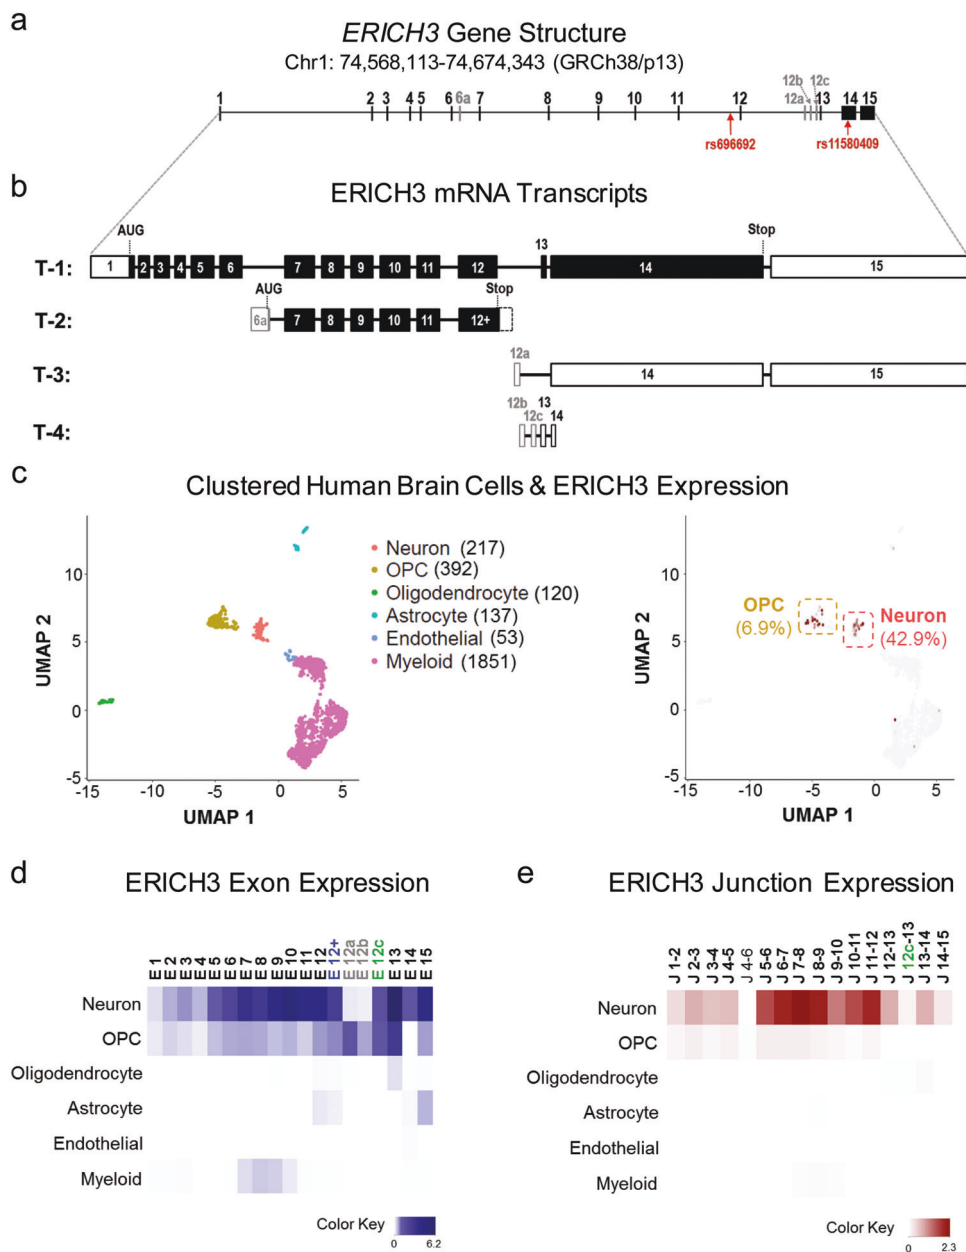 a
ERICH3 Gene Structure
Chr1: 74,568,113-74,674,343 (GRCh38/p13)
12b 12c
1 2 3 4 5 6 6a 7 8 9 10 11 12 12a 13 14 15
rs696692 rs11580409
b
ERICH3 mRNA Transcripts
AUG 13 Stop
T-1: 1 2 3 4 5 6 7 8 9 10 11 12 14 15
AUG Stop
T-2: 6a 7 8 9 10 11 12+
12a
T-3: 14 15
12b 13
12c 14
T-4:
c
Clustered Human Brain Cells & ERICH3 Expression
Neuron (217)
OPC (392)
Oligodendrocyte (120)
Astrocyte (137)
Endothelial (53)
Myeloid (1851)
UMAP 2
10
5
0
-5
-15 -10 -5 0 5
UMAP 1
OPC
(6.9%)
Neuron
(42.9%)
UMAP 2
10
5
0
-5
-15 -10 -5 0 5
UMAP 1
d
ERICH3 Exon Expression
E 1 E 2 E 3 E 4 E 5 E 6 E 7 E 8 E 9 E 10 E 11 E 12 E 12+ E 12a E 12b E 12c E 13 E 14 E 15
Neuron
OPC
Oligodendrocyte
Astrocyte
Endothelial
Myeloid
Color Key
0 6.2
e
ERICH3 Junction Expression
J 1-2 J 2-3 J 3-4 J 4-5 J 4-6 J 5-6 J 6-7 J 7-8 J 8-9 J 9-10 J 10-11 J 11-12 J 12-13 J 12c-13 J 13-14 J 14-15
Neuron
OPC
Oligodendrocyte
Astrocyte
Endothelial
Myeloid
Color Key
0 2.3